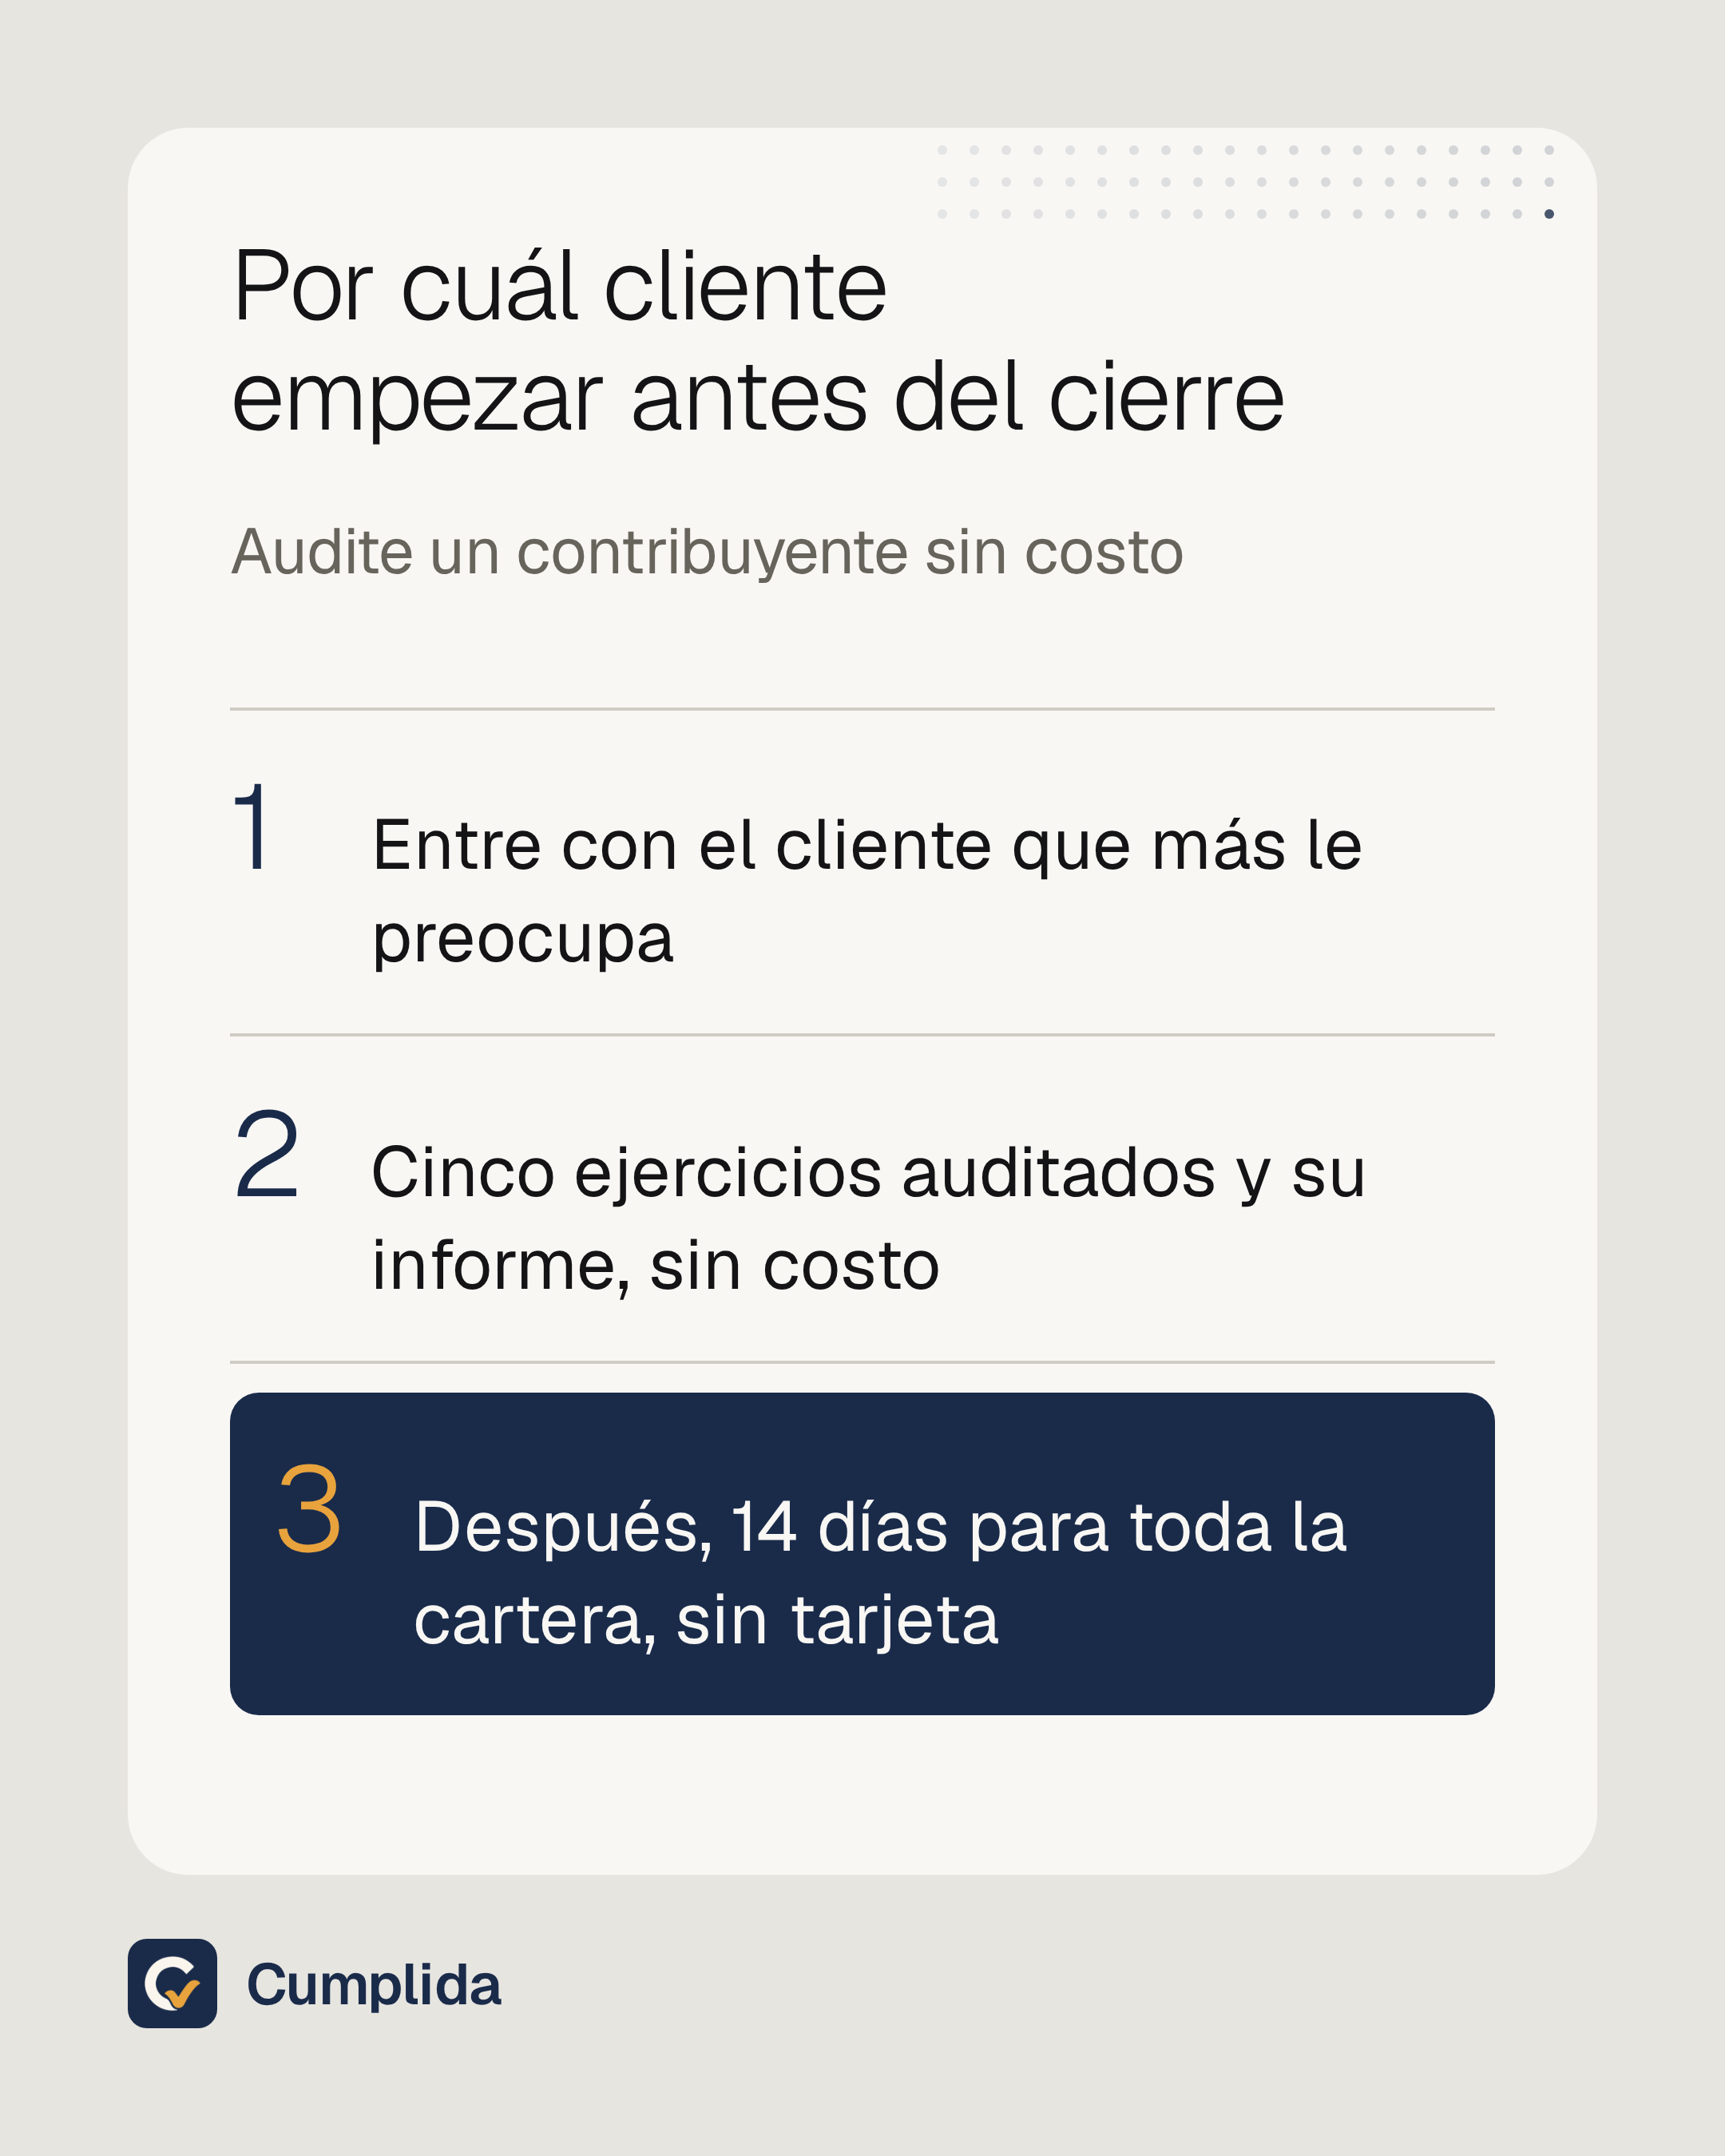 Por cuál cliente
empezar antes del cierre
Audite un contribuyente sin costo
1
Entre con el cliente que más le
preocupa
2
Cinco ejercicios auditados y su
informe, sin costo
3
Después, 14 días para toda la
cartera, sin tarjeta
Cumplida